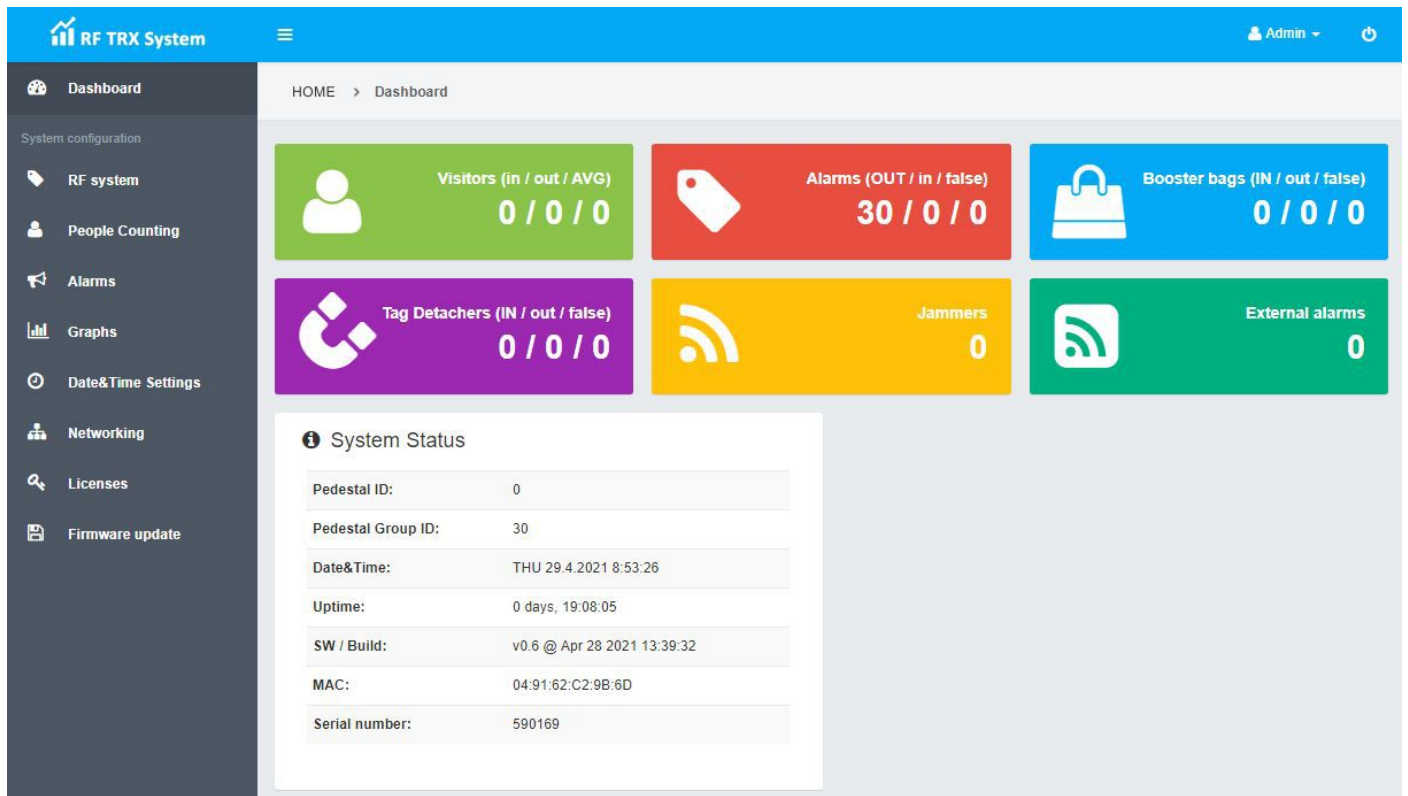 RF TRX System
Admin
Dashboard
HOME > Dashboard
System configuration
RF system
People Counting
Alarms
Graphs
Date&Time Settings
Networking
Licenses
Firmware update
Visitors (in / out / AVG)
0 / 0 / 0
Alarms (OUT / in / false)
30 / 0 / 0
Booster bags (IN / out / false)
0 / 0 / 0
Tag Detachers (IN / out / false)
0 / 0 / 0
Jammers
0
External alarms
0
System Status
Pedestal ID: 0
Pedestal Group ID: 30
Date&Time: THU 29.4.2021 8:53:26
Uptime: 0 days, 19:08:05
SW / Build: v0.6 @ Apr 28 2021 13:39:32
MAC: 04:91:62:C2:9B:6D
Serial number: 590169